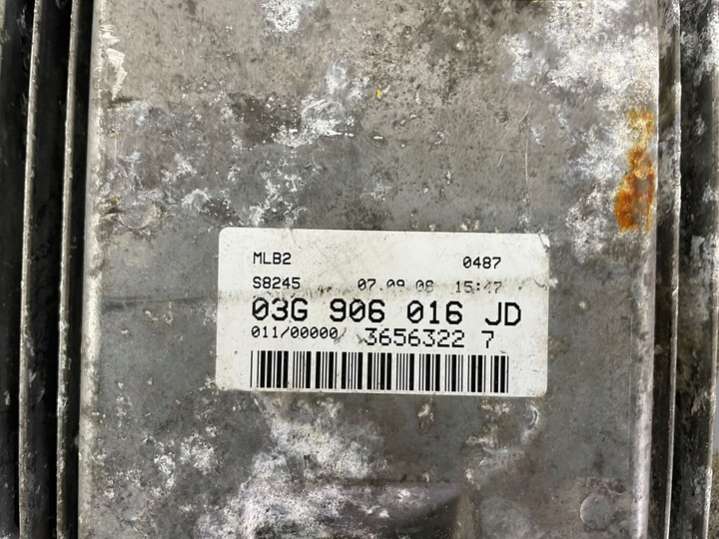 MLB2 0487
S8245 07.09.08 15:47
03G 906 016 JD
011/00000/ 3656322 7